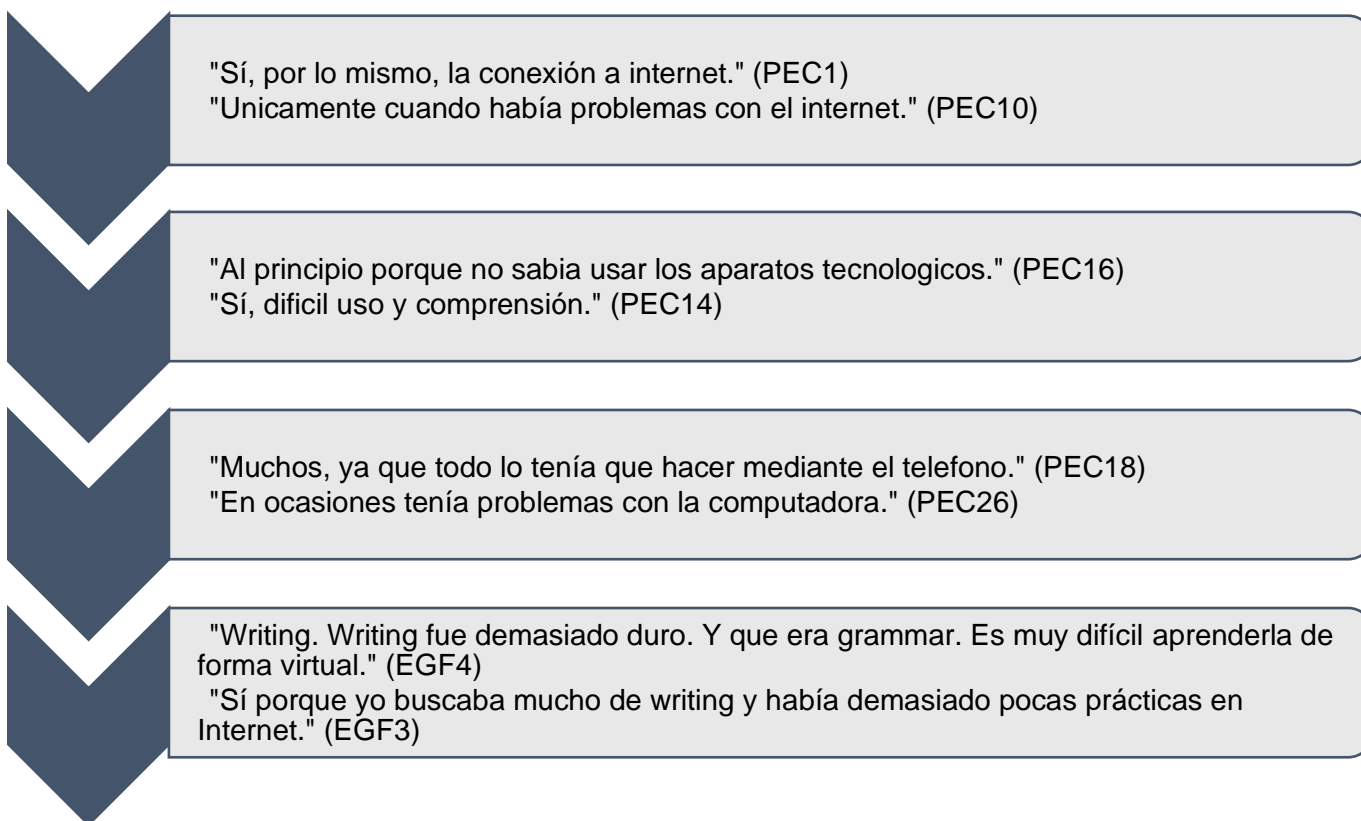 "Sí, por lo mismo, la conexión a internet." (PEC1)
"Unicamente cuando había problemas con el internet." (PEC10)
"Al principio porque no sabia usar los aparatos tecnologicos." (PEC16)
"Sí, dificil uso y comprensión." (PEC14)
"Muchos, ya que todo lo tenía que hacer mediante el telefono." (PEC18)
"En ocasiones tenía problemas con la computadora." (PEC26)
"Writing. Writing fue demasiado duro. Y que era grammar. Es muy difícil aprenderla de
forma virtual." (EGF4)
"Sí porque yo buscaba mucho de writing y había demasiado pocas prácticas en
Internet." (EGF3)